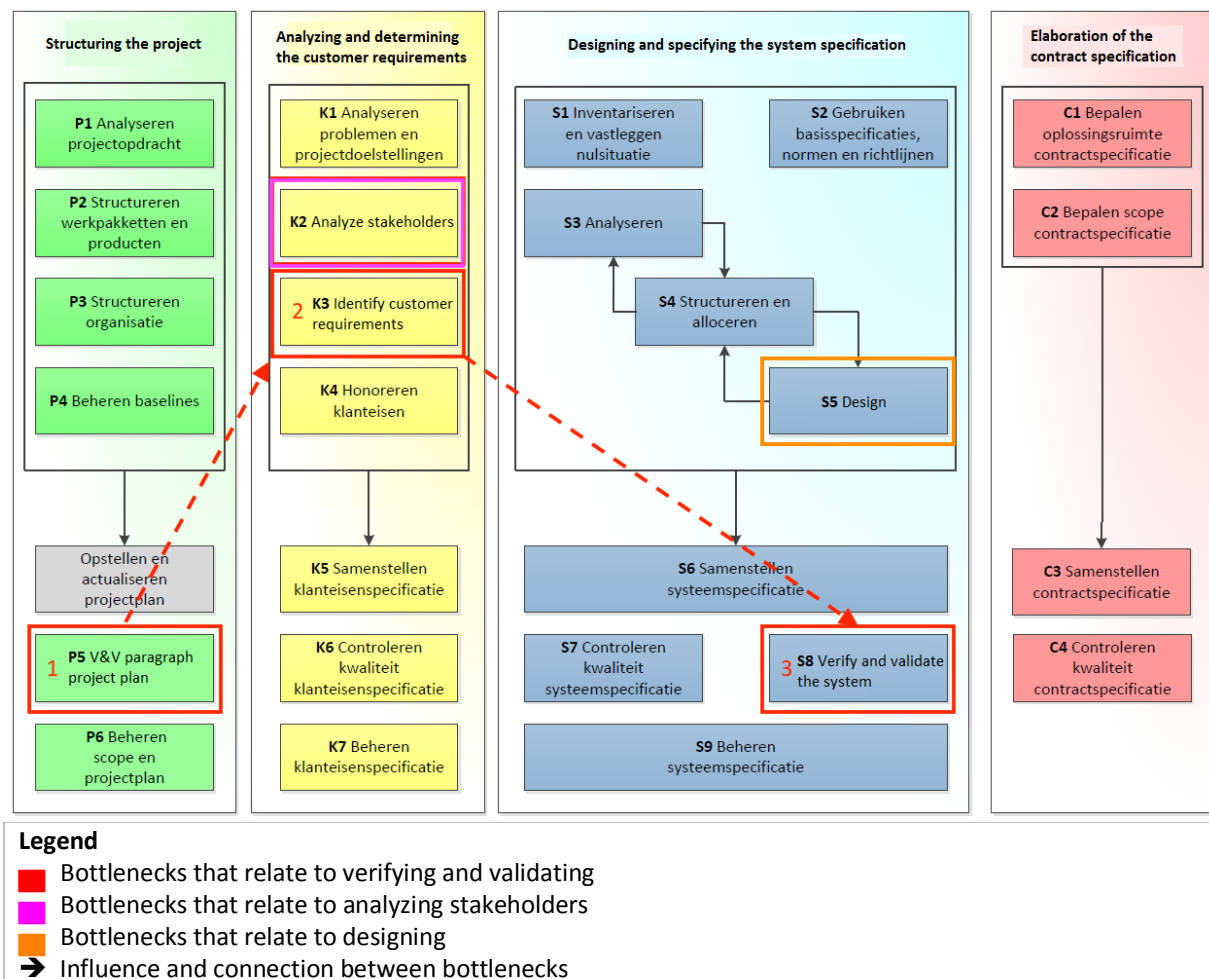 Structuring the project
P1 Analyseren
projectopdracht
P2 Structureren
werkpakketten en
producten
P3 Structureren
organisatie
P4 Beheren baselines
Opstellen en
actualiseren
projectplan
1
P5 V&V paragraph
project plan
P6 Beheren
scope en
projectplan
Analyzing and determining
the customer requirements
K1 Analyseren
problemen en
projectdoelstellingen
K2 Analyze stakeholders
2
K3 Identify customer
requirements
K4 Honoreren
klanteisen
K5 Samenstellen
klanteisenspecificatie
K6 Controleren
kwaliteit
klanteisenspecificatie
K7 Beheren
klanteisenspecificatie
Designing and specifying the system specification
S1 Inventariseren
en vastleggen
nulsituatie
S2 Gebruiken
basisspecificaties,
normen en richtlijnen
S3 Analyseren
S4 Structureren en
alloceren
S5 Design
S6 Samenstellen
systeemspecificatie
S7 Controleren
kwaliteit
systeemspecificatie
3
S8 Verify and validate
the system
S9 Beheren
systeemspecificatie
Elaboration of the
contract specification
C1 Bepalen
oplossingsruimte
contractspecificatie
C2 Bepalen scope
contractspecificatie
C3 Samenstellen
contractspecificatie
C4 Controleren
kwaliteit
contractspecificatie
Legend
Bottlenecks that relate to verifying and validating
Bottlenecks that relate to analyzing stakeholders
Bottlenecks that relate to designing
Influence and connection between bottlenecks